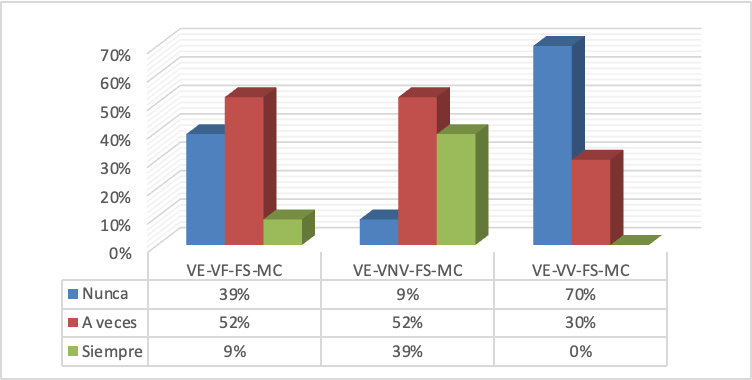 70%
60%
50%
40%
30%
20%
10%
0%
VE-VF-FS-MC VE-VNV-FS-MC VE-VV-FS-MC
Nunca 39% 9% 70%
A veces 52% 52% 30%
Siempre 9% 39% 0%